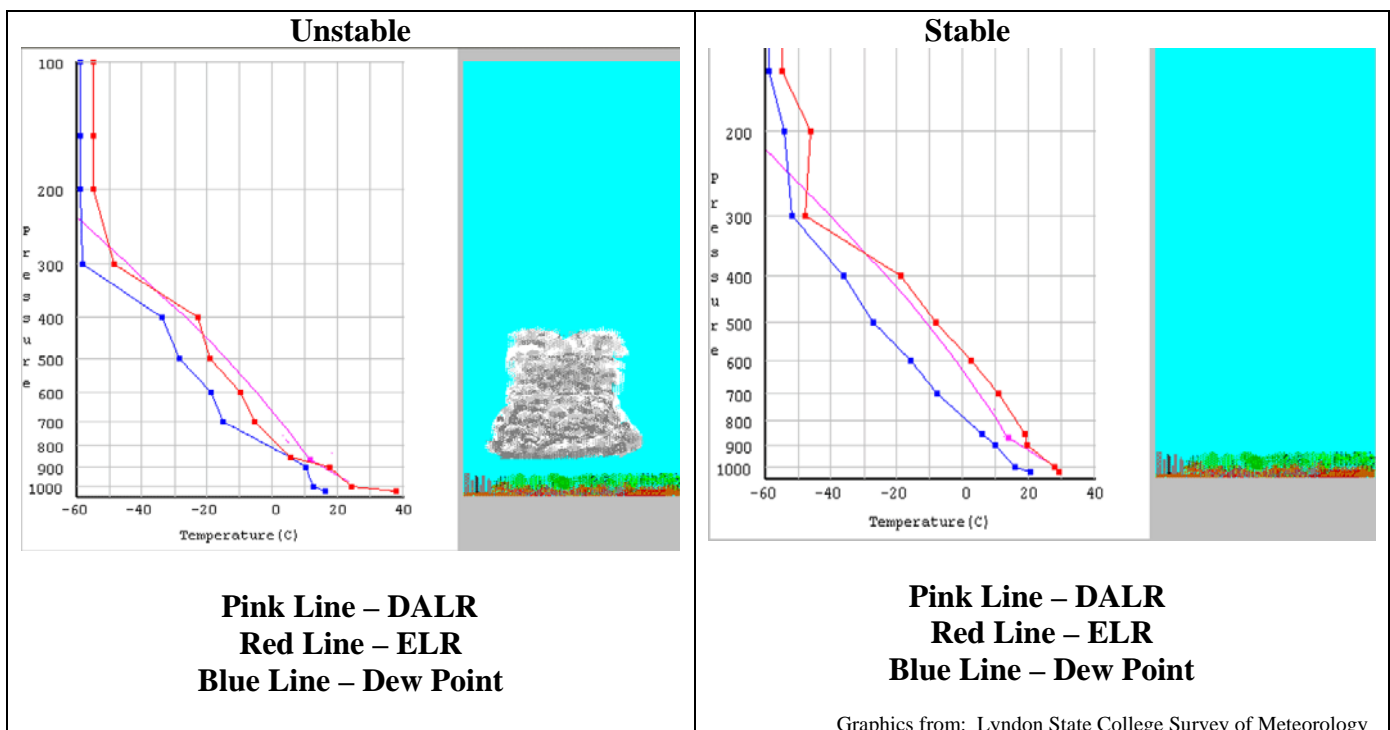 Unstable
100
200
300
400
500
600
700
800
900
1000
Pressure
-60 -40 -20 0 20 40
Temperature(C)
Pink Line – DALR
Red Line – ELR
Blue Line – Dew Point
Stable
200
300
400
500
600
700
800
900
1000
Pressure
-60 -40 -20 0 20 40
Temperature(C)
Pink Line – DALR
Red Line – ELR
Blue Line – Dew Point
Graphics from: Lyndon State College Survey of Meteorology